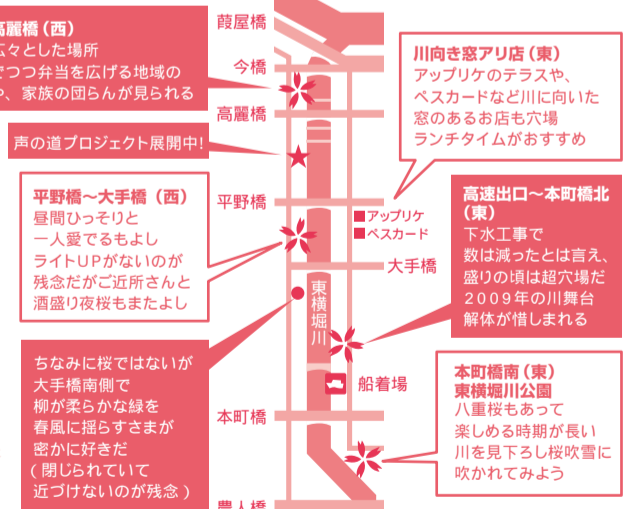 高麗橋(西)
広々とした場所
でつつ弁当を広げる地域の
や、家族の団らんが見られる
声の道プロジェクト展開中!
平野橋〜大手橋(西)
昼間ひっそりと
一人愛でるもよし
ライトUPがないのが
残念だがご近所さんと
酒盛り夜桜もまたよし
ちなみに桜ではないが
大手橋南側で
柳が柔らかな緑を
春風に揺らすさまが
密かに好きだ
(閉じられていて
近づけないのが残念)
葭屋橋
今橋
高麗橋
平野橋
アップリケ
ベスカード
大手橋
東横堀川
船着場
本町橋
農人橋
川向き窓アリ店(東)
アップリケのテラスや、
ベスカードなど川に向いた
窓のあるお店も穴場
ランチタイムがおすすめ
高速出口〜本町橋北
(東)
下水工事で
数は減ったとは言え、
盛りの頃は超穴場だ
2009年の川舞台
解体が惜しまれる
本町橋南(東)
東横堀川公園
八重桜もあって
楽しめる時期が長い
川を見下ろし桜吹雪に
吹かれてみよう